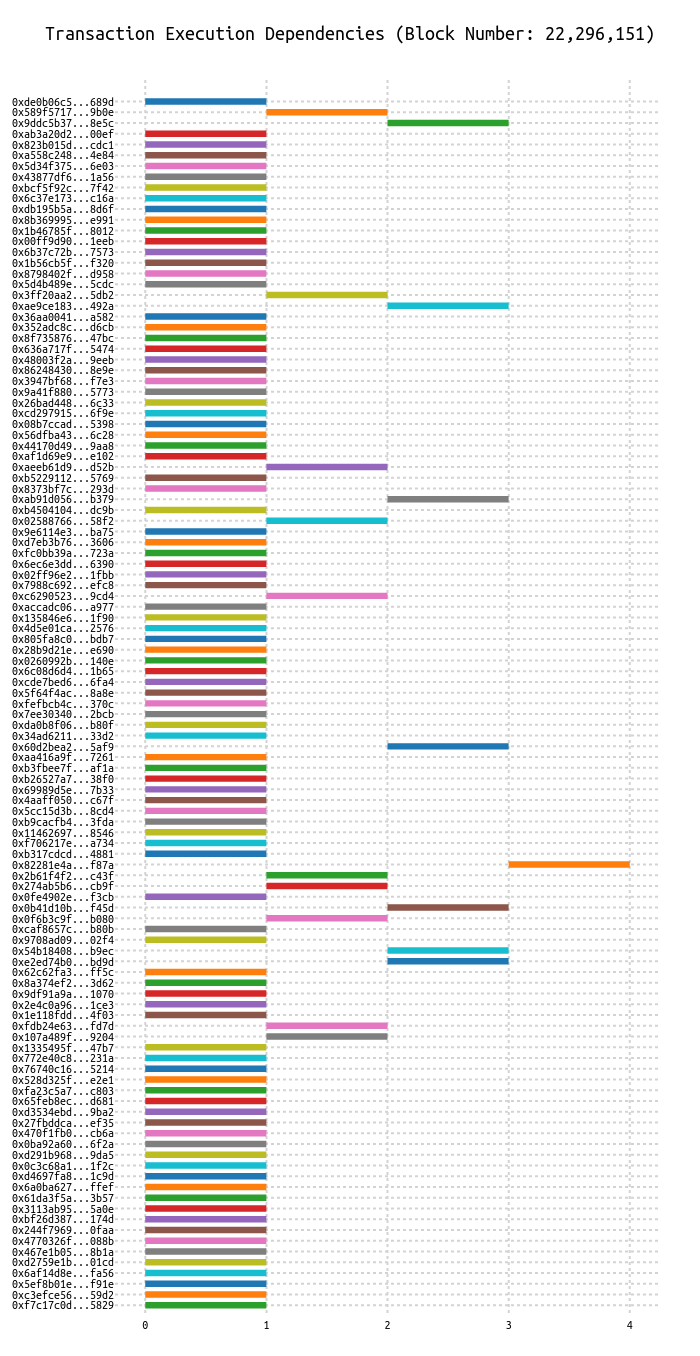 Transaction Execution Dependencies (Block Number: 22,296,151)
0xde0b06c5...689d
0x589f5717...9b0e
0x9ddc5b37...8e5c
0xab3a20d2...00ef
0x823b015d...cdc1
0xa558c248...4e84
0x5d34f375...6e03
0x43877df6...1a56
0xbcf5f92c...7f42
0x6c37e173...c16a
0xdb195b5a...8d6f
0x8b369995...e991
0x1b46785f...8012
0x00ff9d90...1eeb
0x6b37c72b...7573
0x1b56cb5f...f320
0x8798402f...d958
0x5d4b489e...5cdc
0x3ff20aa2...5db2
0xae9ce183...492a
0x36aa0041...a582
0x352adc8c...d6cb
0x8f735876...47bc
0x636a717f...5474
0x48003f2a...9eeb
0x86248430...8e9e
0x3947bf68...f7e3
0x9a41f880...5773
0x26bad448...6c33
0xcd297915...6f9e
0x08b7ccad...5398
0x56dfba43...6c28
0x44170d49...9aa8
0xaf1d69e9...e102
0xaeeb61d9...d52b
0xb5229112...5769
0x8373bf7c...293d
0xab91d056...b379
0xb4504104...dc9b
0x02588766...58f2
0x9e6114e3...ba75
0xd7eb3b76...3606
0xfc0bb39a...723a
0x6ec6e3dd...6390
0x02ff96e2...1fbb
0x7988c692...efc8
0xc6290523...9cd4
0xaccadc06...a977
0x135846e6...1f90
0x4d5e01ca...2576
0x805fa8c0...bdb7
0x28b9d21e...e690
0x0260992b...140e
0x6c08d6d4...1b65
0xcde7bed6...6fa4
0x5f64f4ac...8a8e
0xfefbcb4c...370c
0x7ee30340...2bcb
0xda0b8f06...b80f
0x34ad6211...33d2
0x60d2bea2...5af9
0xaa416a9f...7261
0xb3fbee7f...af1a
0xb26527a7...38f0
0x69989d5e...7b33
0x4aaff050...c67f
0x5cc15d3b...8cd4
0xb9cacfb4...3fda
0x11462697...8546
0xf706217e...a734
0xb317cdcd...4881
0x82281e4a...f87a
0x2b61f4f2...c43f
0x274ab5b6...cb9f
0x0fe4902e...f3cb
0x0b41d10b...f45d
0x0f6b3c9f...b080
0xcaf8657c...b80b
0x9708ad09...02f4
0x54b18408...b9ec
0xe2ed74b0...bd9d
0x62c62fa3...ff5c
0x8a374ef2...3d62
0x9df91a9a...1070
0x2e4c0a96...1ce3
0x1e118fdd...4f03
0xfdb24e63...fd7d
0x107a489f...9204
0x1335495f...47b7
0x772e40c8...231a
0x76740c16...5214
0x528d325f...e2e1
0xfa23c5a7...c803
0x65feb8ec...d681
0xd3534ebd...9ba2
0x27fbddca...ef35
0x470f1fb0...cb6a
0x0ba92a60...6f2a
0xd291b968...9da5
0x0c3c68a1...1f2c
0xd4697fa8...1c9d
0x6a0ba627...ffef
0x61da3f5a...3b57
0x3113ab95...5a0e
0xbf26d387...174d
0x244f7969...0faa
0x4770326f...088b
0x467e1b05...8b1a
0xd2759e1b...01cd
0x6af14d8e...fa56
0x5ef8b01e...f91e
0xc3efce56...59d2
0xf7c17c0d...5829
0 1 2 3 4